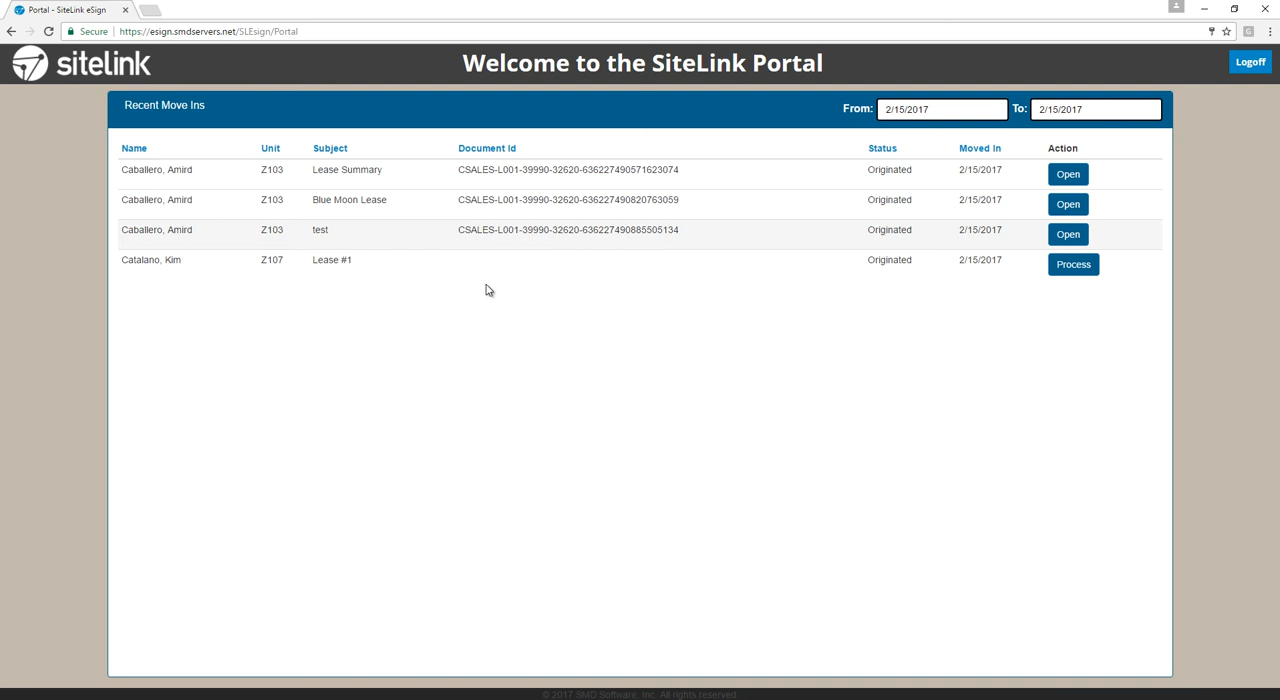 Portal - SiteLink eSign
Secure https://esign.smdservers.net/SLEsign/Portal
sitelink Welcome to the SiteLink Portal Logoff
Recent Move Ins From: 2/15/2017 To: 2/15/2017
Name Unit Subject Document Id Status Moved In Action
Caballero, Amird Z103 Lease Summary CSALES-L001-39990-32620-636227490571623074 Originated 2/15/2017 Open
Caballero, Amird Z103 Blue Moon Lease CSALES-L001-39990-32620-636227490820763059 Originated 2/15/2017 Open
Caballero, Amird Z103 test CSALES-L001-39990-32620-636227490885505134 Originated 2/15/2017 Open
Catalano, Kim Z107 Lease #1 Originated 2/15/2017 Process
© 2017 SMD Software, Inc. All rights reserved.